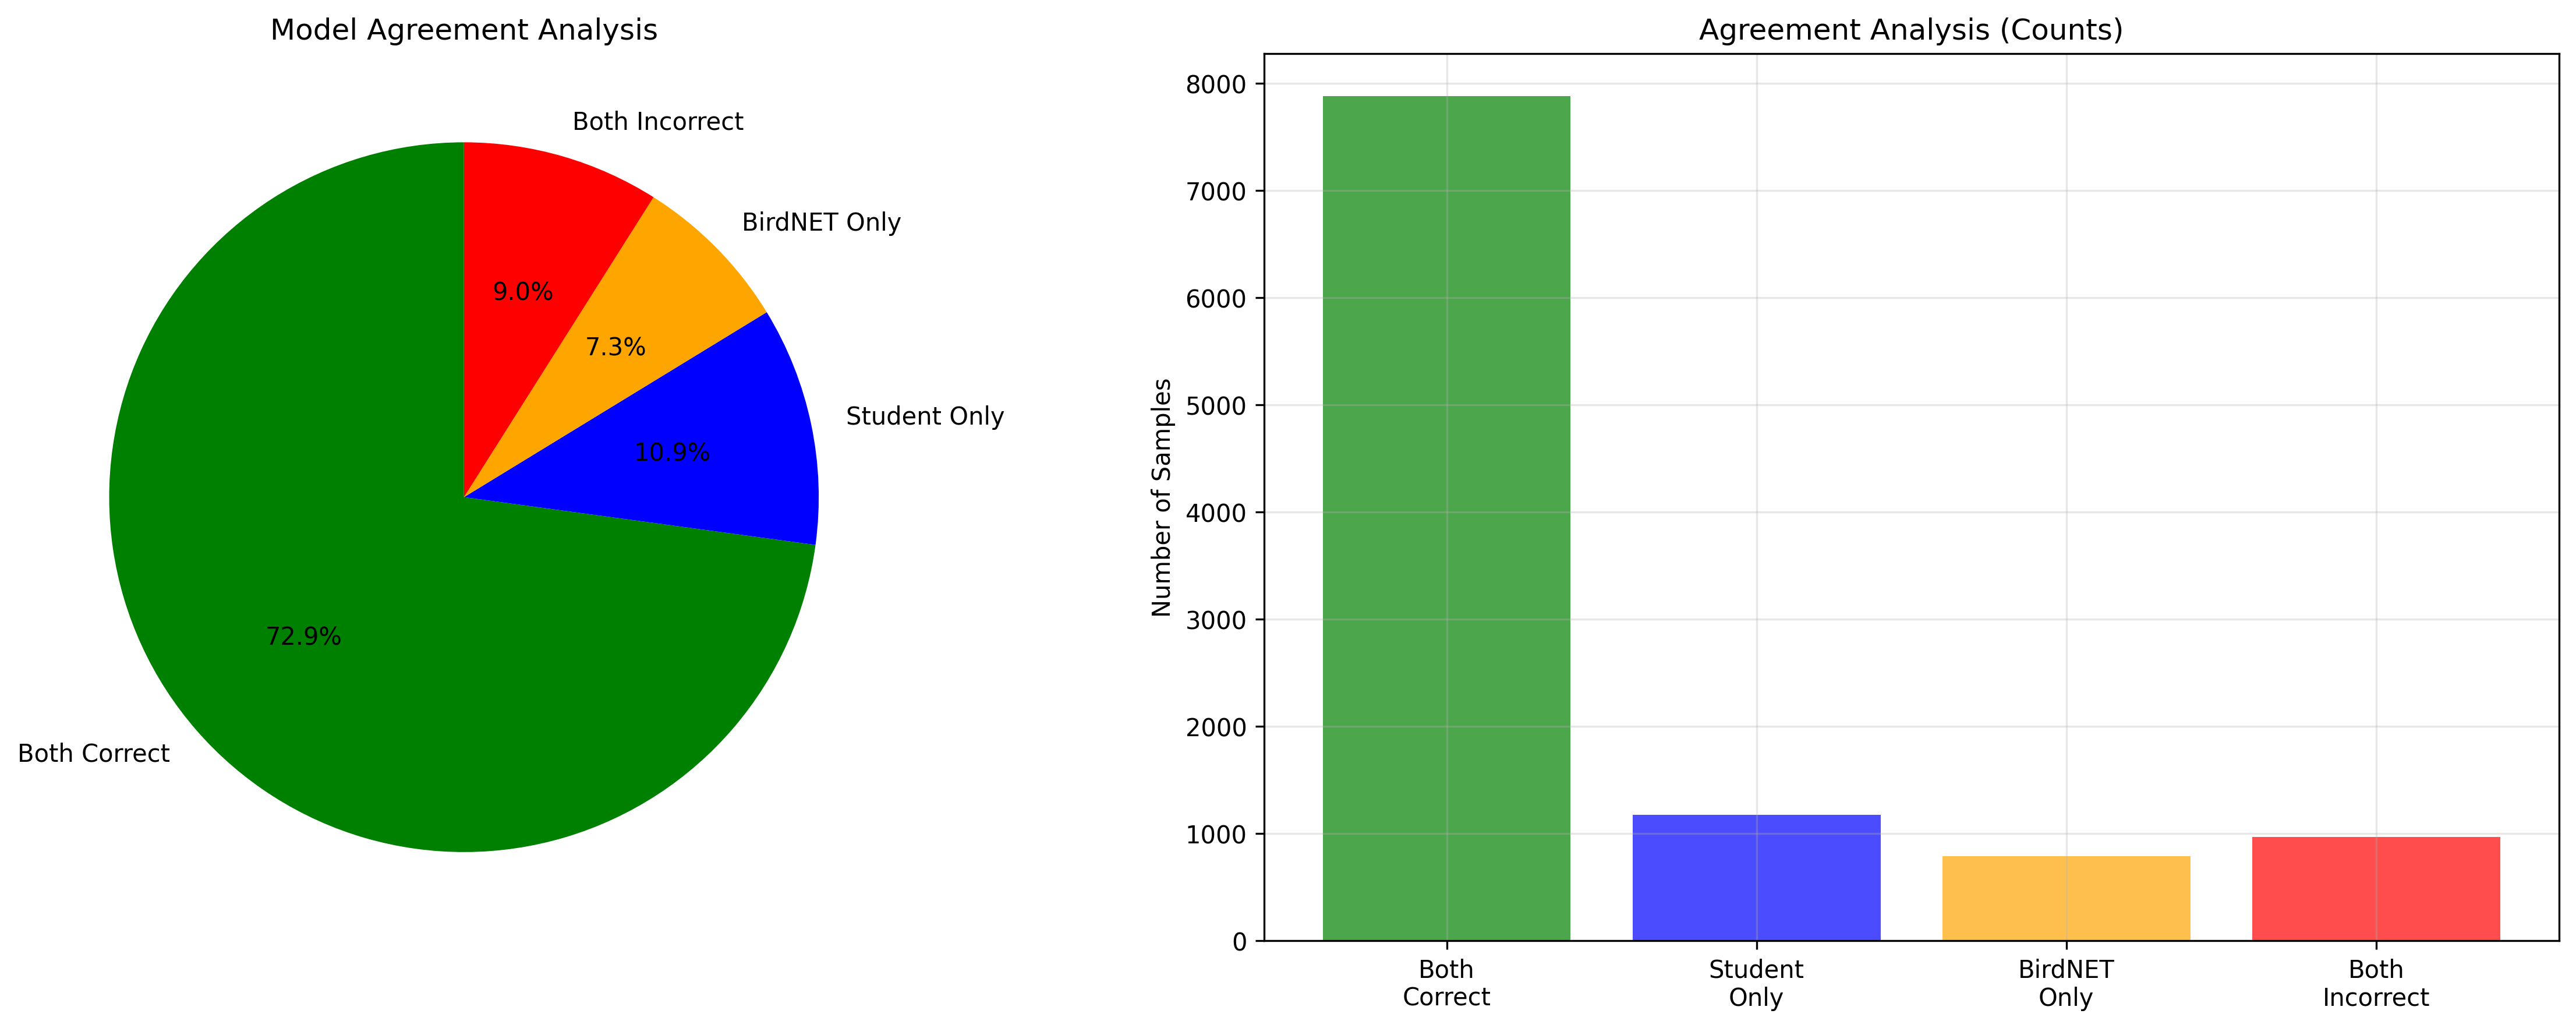 Model Agreement Analysis
Both Incorrect
BirdNET Only
9.0%
7.3%
Student Only
10.9%
72.9%
Both Correct
Agreement Analysis (Counts)
Number of Samples
8000
7000
6000
5000
4000
3000
2000
1000
0
Both
Correct
Student
Only
BirdNET
Only
Both
Incorrect